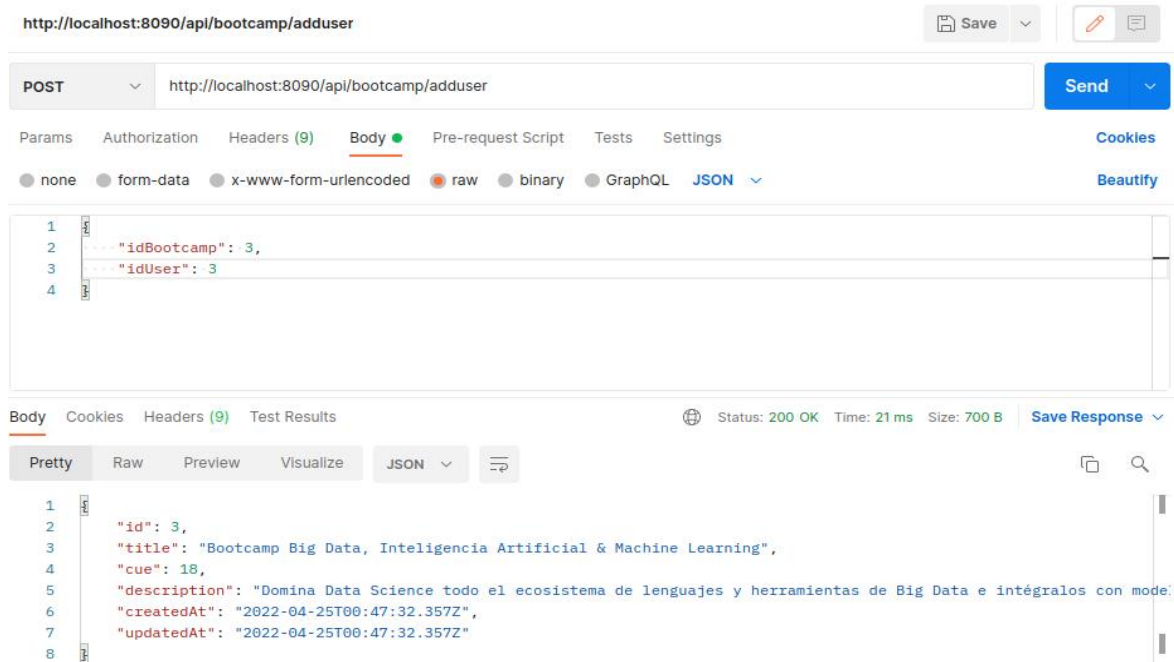 http://localhost:8090/api/bootcamp/adduser
Save
POST http://localhost:8090/api/bootcamp/adduser Send
Params Authorization Headers (9) Body Pre-request Script Tests Settings Cookies
none form-data x-www-form-urlencoded raw binary GraphQL JSON Beautify
1 {
2 "idBootcamp": 3,
3 "idUser": 3
4 }
Body Cookies Headers (9) Test Results Status: 200 OK Time: 21 ms Size: 700 B Save Response
Pretty Raw Preview Visualize JSON
1 {
2 "id": 3,
3 "title": "Bootcamp Big Data, Inteligencia Artificial & Machine Learning",
4 "cue": 18,
5 "description": "Domina Data Science todo el ecosistema de lenguajes y herramientas de Big Data e intégralos con mode
6 "createdAt": "2022-04-25T00:47:32.357Z",
7 "updatedAt": "2022-04-25T00:47:32.357Z"
8 }